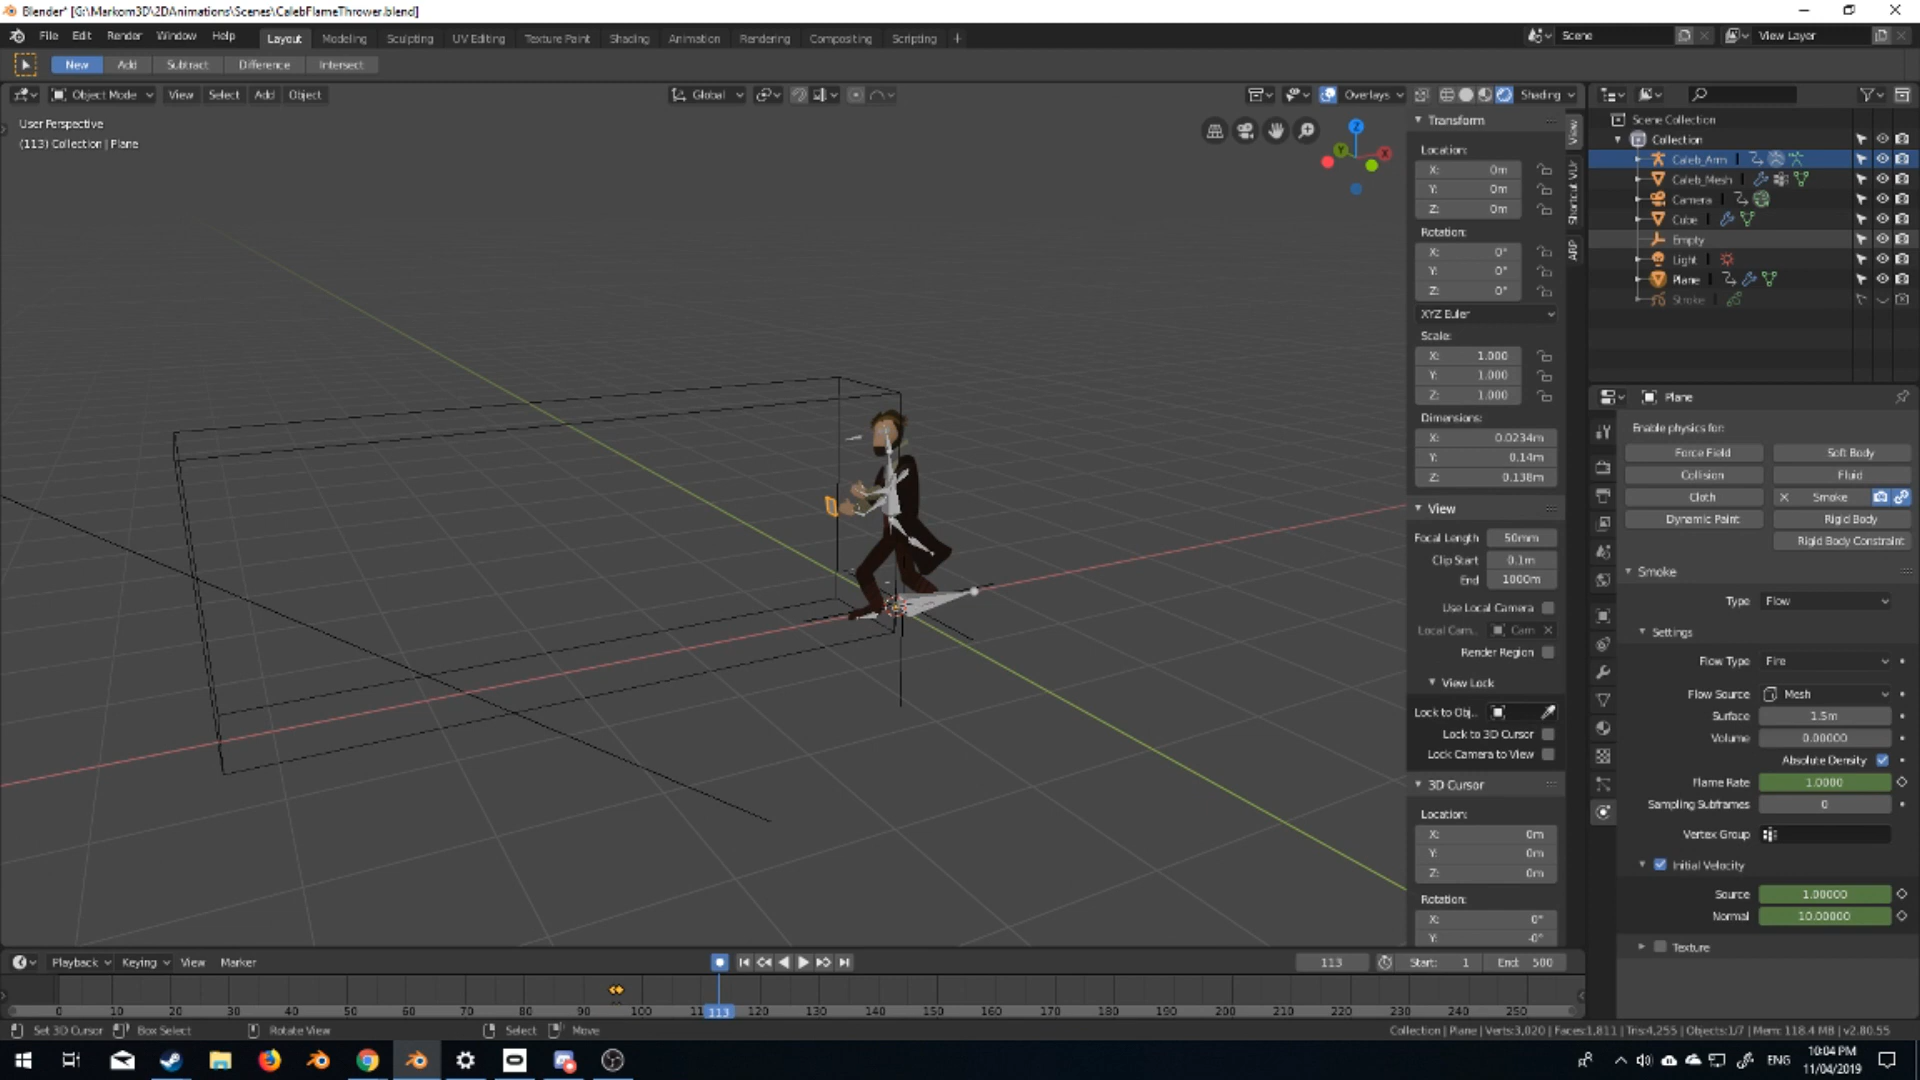 Blender* [G:\Markom3D\2DAnimations\Scenes\CalebFlameThrower.blend]
File Edit Render Window Help Layout Modeling Sculpting UV Editing Texture Paint Shading Animation Rendering Compositing Scripting + Scene View Layer
New Add Subtract Difference Intersect
Object Mode View Select Add Object Global Overlays Shading
User Perspective
(113) Collection | Plane
Transform
Location:
X: 0m
Y: 0m
Z: 0m
Rotation:
X: 0°
Y: 0°
Z: 0°
XYZ Euler
Scale:
X: 1.000
Y: 1.000
Z: 1.000
Dimensions:
X: 0.0234m
Y: 0.14m
Z: 0.138m
View
Focal Length 50mm
Clip Start 0.1m
End 1000m
Use Local Camera
Local Cam.. Cam
Render Region
View Lock
Lock to Obj..
Lock to 3D Cursor
Lock Camera to View
3D Cursor
Location:
X: 0m
Y: 0m
Z: 0m
Rotation:
X: 0°
Y: -0°
View
Shortcut VUr
ARP
Z
Y
X
Scene Collection
Collection
Caleb_Arm
Caleb_Mesh
Camera
Cube
Empty
Light
Plane
Stroke
Plane
Enable physics for:
Force Field Soft Body
Collision Fluid
Cloth Smoke
Dynamic Paint Rigid Body
Rigid Body Constraint
Smoke
Type Flow
Settings
Flow Type Fire
Flow Source Mesh
Surface 1.5m
Volume 0.00000
Absolute Density
Flame Rate 1.0000
Sampling Subframes 0
Vertex Group
Initial Velocity
Source 1.00000
Normal 10.00000
Texture
Playback Keying View Marker 113 Start: 1 End: 500
0 10 20 30 40 50 60 70 80 90 100 11 113 120 130 140 150 160 170 180 190 200 210 220 230 240 250
Set 3D Cursor Box Select Rotate View Select Move Collection | Plane | Verts:3,020 | Faces:1,811 | Tris:4,255 | Objects:1/7 | Mem: 118.4 MB | v2.80.55
ENG 10:04 PM
11/04/2019